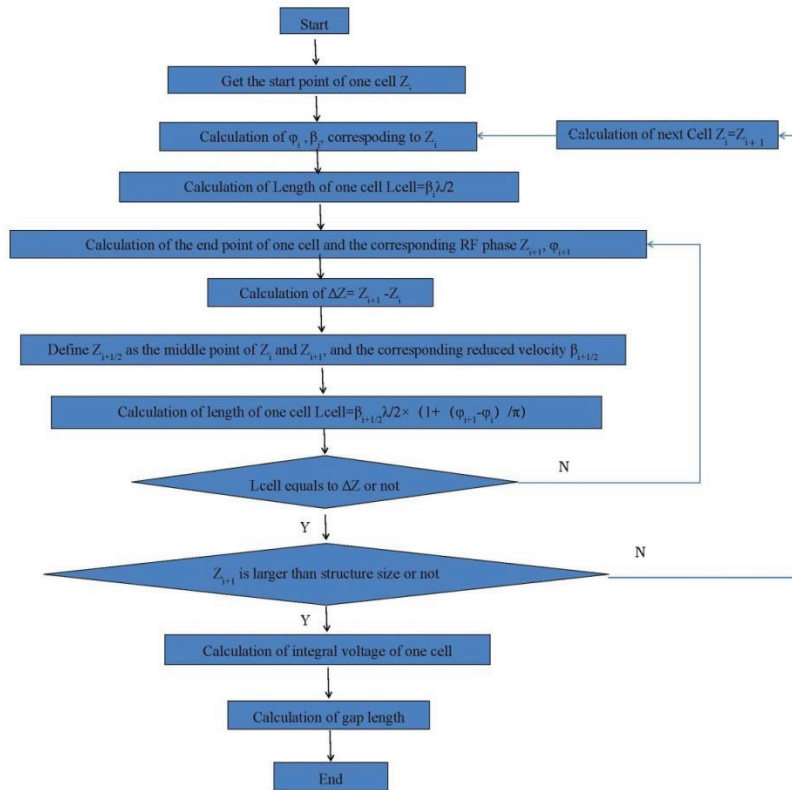 Start
Get the start point of one cell Zᵢ
Calculation of φᵢ ,βᵢ, correspoding to Zᵢ
Calculation of next Cell Zᵢ=Zᵢ₊₁
Calculation of Length of one cell Lcell=βᵢλ/2
Calculation of the end point of one cell and the corresponding RF phase Zᵢ₊₁, φᵢ₊₁
Calculation of ΔZ= Zᵢ₊₁ -Zᵢ
Define Zᵢ₊₁/₂ as the middle point of Zᵢ and Zᵢ₊₁, and the corresponding reduced velocity βᵢ₊₁/₂
Calculation of length of one cell Lcell=βᵢ₊₁/₂λ/2× (1+ (φᵢ₊₁-φᵢ) /π)
Lcell equals to ΔZ or not
N
Y
Zᵢ₊₁ is larger than structure size or not
N
Y
Calculation of integral voltage of one cell
Calculation of gap length
End